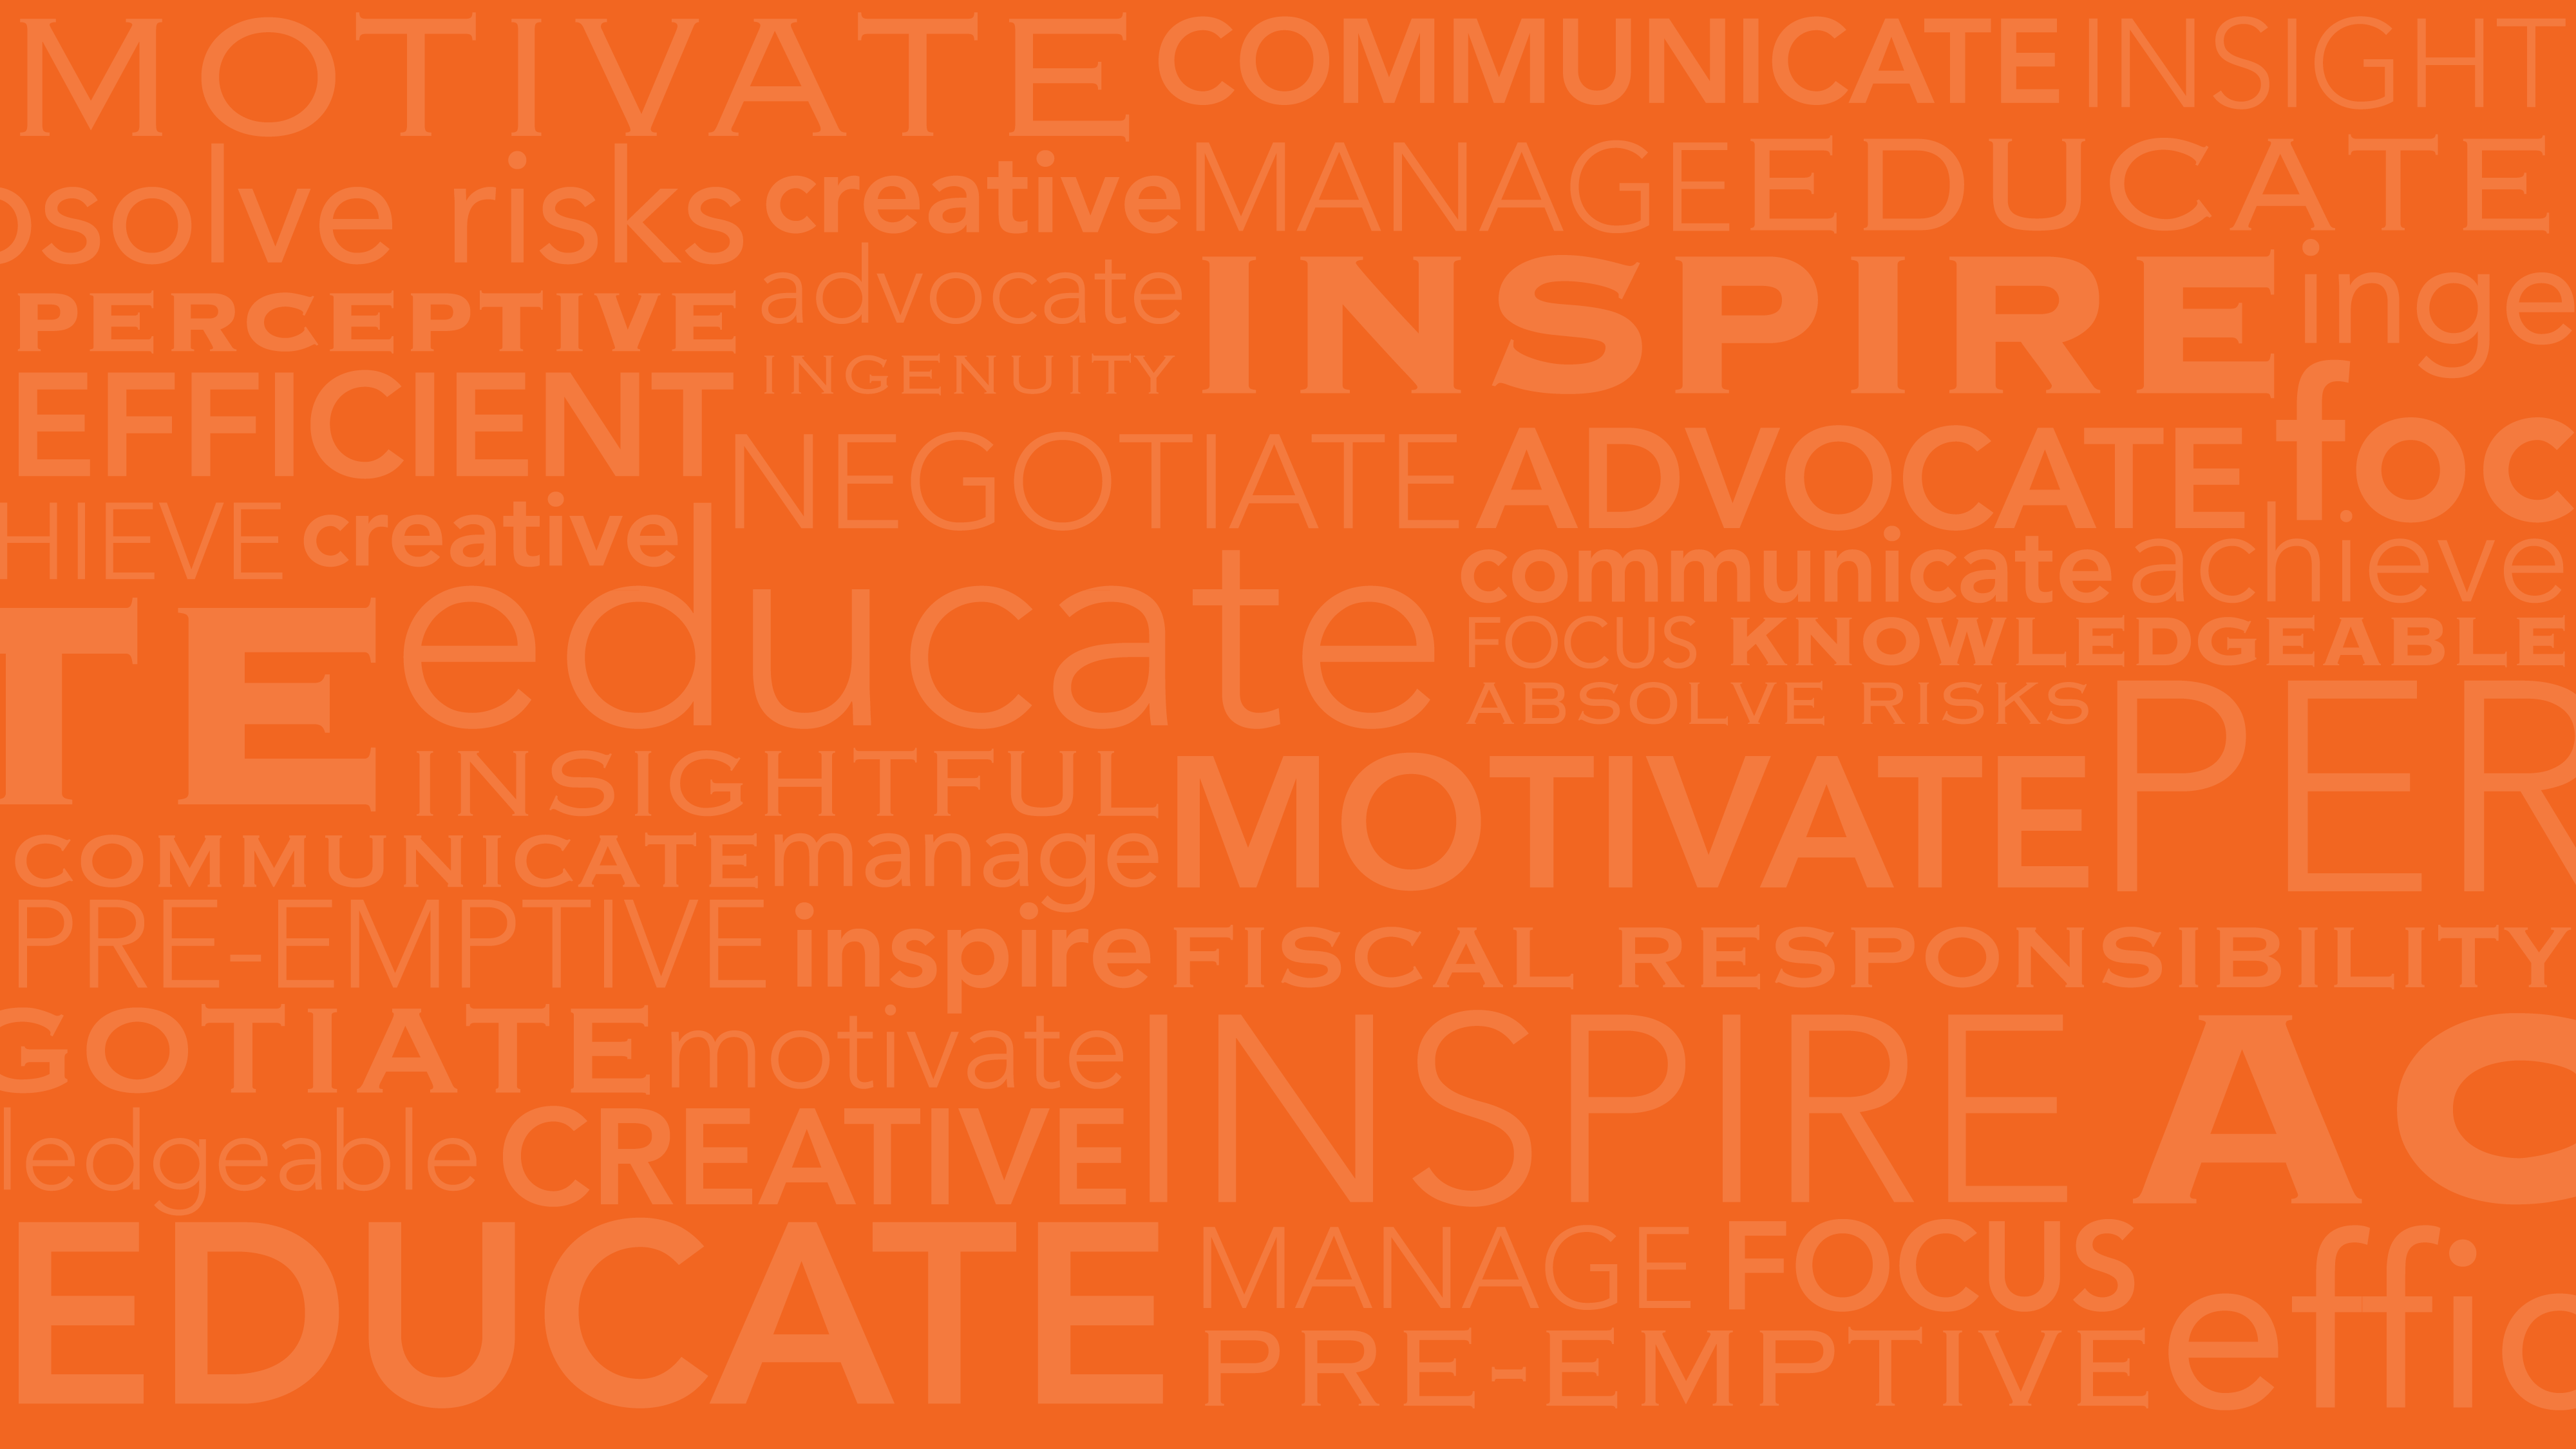 MOTIVATE COMMUNICATE INSIGHT
bsolve risks creative MANAGE EDUCATE
PERCEPTIVE advocate INSPIRE inge
INGENUITY
EFFICIENT NEGOTIATE ADVOCATE foc
HIEVE creative communicate achieve
TE educate FOCUS KNOWLEDGEABLE
ABSOLVE RISKS PER
INSIGHTFUL MOTIVATE
COMMUNICATE manage
PRE-EMPTIVE inspire FISCAL RESPONSIBILITY
GOTIATE motivate INSPIRE AC
ledgeable CREATIVE
EDUCATE MANAGE FOCUS effic
PRE-EMPTIVE